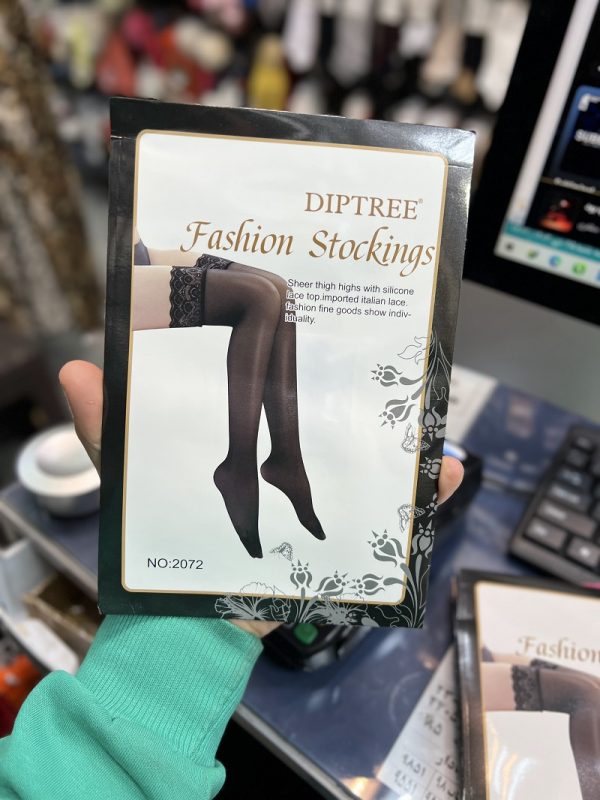 DIPTREE®
Fashion Stockings
Sheer thigh highs with silicone
lace top.imported italian lace.
fashion fine goods show indiv-
iduality.
NO:2072
Fashion